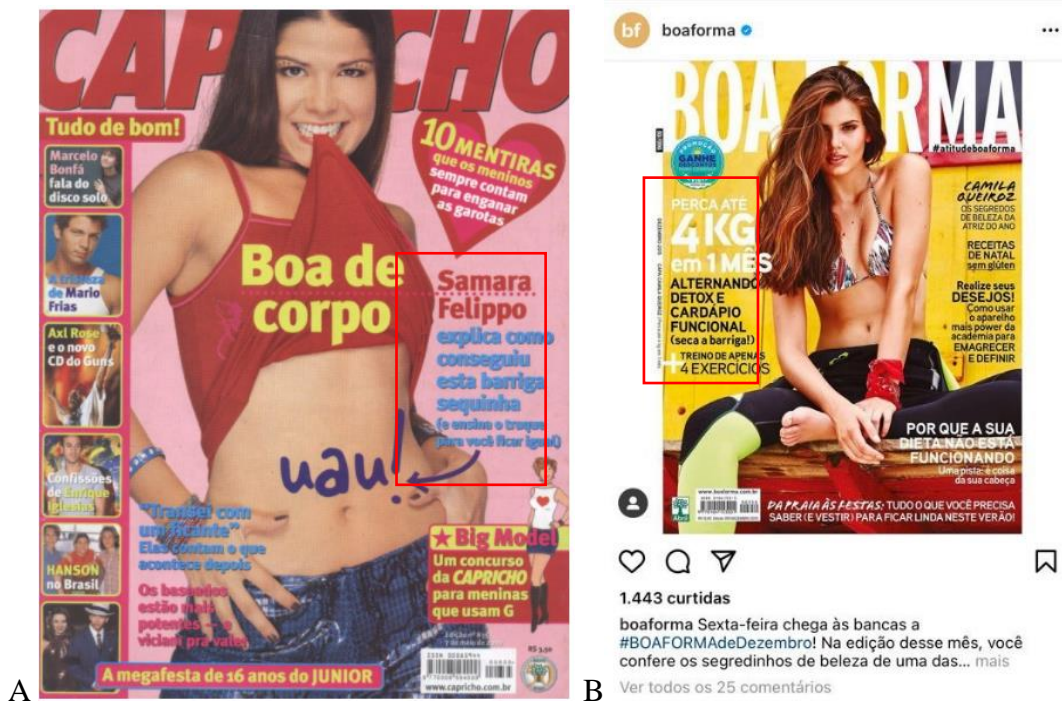 CAPRICHO
Tudo de bom!
Marcelo
Bonfá
fala do
disco solo
A tristeza
de Mario
Frias
Axl Rose
e o novo
CD do Guns
Confissões
de Enrique
Iglesias
HANSON
no Brasil
10 MENTIRAS
que os meninos
sempre contam
para enganar
as garotas
Boa de
corpo
Samara
Felippo
explica como
conseguiu
esta barriga
sequinha
(e ensina o truque
para você ficar igual)
uau!
"Transei com
um ficante"
Elas contam o que
acontece depois
Os baseados
estão mais
potentes – e
viciam pra valer
★ Big Model
Um concurso
da CAPRICHO
para meninas
que usam G
R$ 3,50
www.capricho.com.br
A megafesta de 16 anos do JUNIOR
A
bf boaforma
BOA FORMA
#atitudeboaforma
PROMOÇÃO
GANHE
DESCONTOS
PERCA ATÉ
4 KG
em 1 MÊS
ALTERNANDO
DETOX E
CARDÁPIO
FUNCIONAL
(seca a barriga!)
+ TREINO DE APENAS
4 EXERCÍCIOS
CAMILA
QUEIROZ
OS SEGREDOS
DE BELEZA DA
ATRIZ DO ANO
RECEITAS
DE NATAL
sem glúten
Realize seus
DESEJOS!
Como usar
o aparelho
mais power da
academia para
EMAGRECER
E DEFINIR
POR QUE A SUA
DIETA NÃO ESTÁ
FUNCIONANDO
Uma pista: é coisa
da sua cabeça
www.boaforma.com.br
Abril
DA PRAIA ÀS FESTAS: TUDO O QUE VOCÊ PRECISA
SABER (E VESTIR) PARA FICAR LINDA NESTE VERÃO!
1.443 curtidas
boaforma Sexta-feira chega às bancas a
#BOAFORMAdeDezembro! Na edição desse mês, você
confere os segredinhos de beleza de uma das... mais
Ver todos os 25 comentários
B